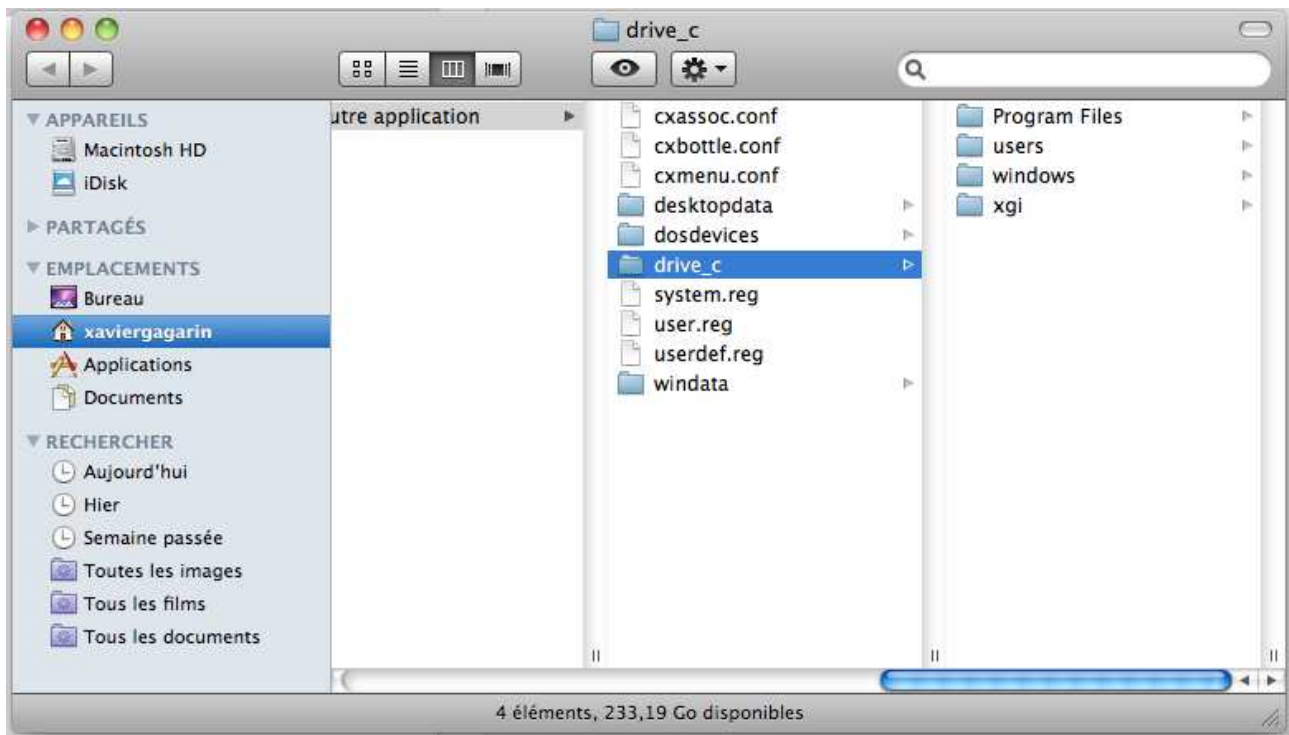 drive_c
APPAREILS
Macintosh HD
iDisk
PARTAGÉS
EMPLACEMENTS
Bureau
xaviergagarin
Applications
Documents
RECHERCHER
Aujourd'hui
Hier
Semaine passée
Toutes les images
Tous les films
Tous les documents
utre application
cxassoc.conf
cxbottle.conf
cxmenu.conf
desktopdata
dosdevices
drive_c
system.reg
user.reg
userdef.reg
windata
Program Files
users
windows
xgi
4 éléments, 233,19 Go disponibles